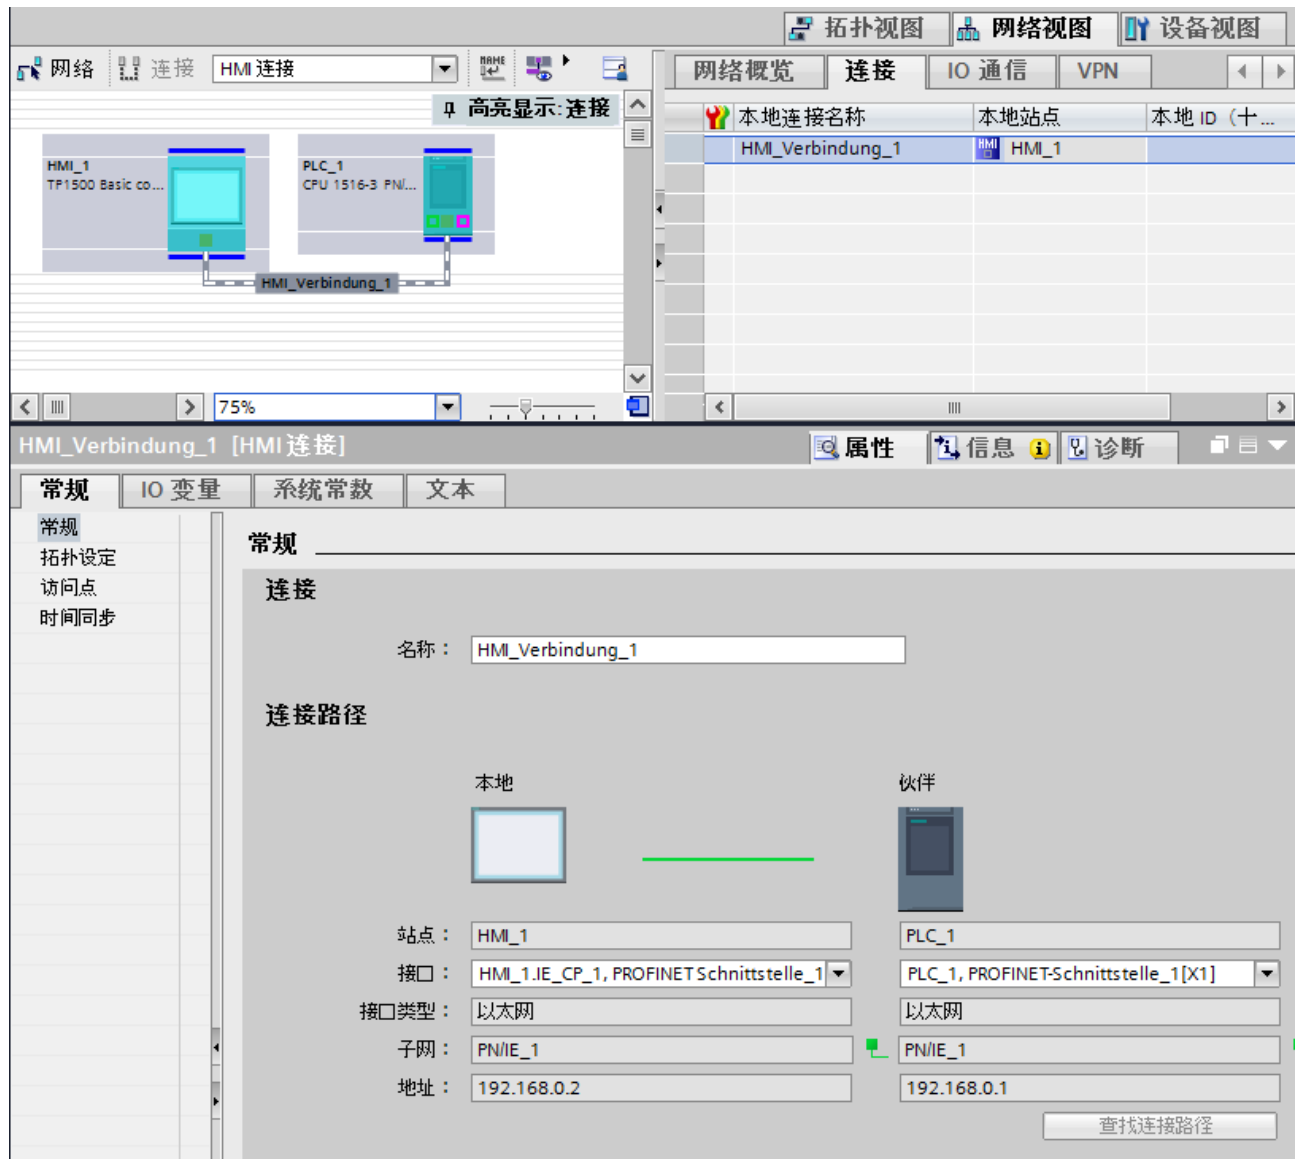 拓扑视图 网络视图 设备视图
网络 连接 HMI 连接 NAME
网络概览 连接 IO 通信 VPN
高亮显示:连接
本地连接名称 本地站点 本地 ID（十...
HMI_Verbindung_1 HMI HMI_1
HMI_1
TP1500 Basic co...
PLC_1
CPU 1516-3 PN/...
HMI_Verbindung_1
75%
HMI_Verbindung_1 [HMI 连接]
属性 信息 诊断
常规 IO 变量 系统常数 文本
常规
拓扑设定
访问点
时间同步
常规
连接
名称： HMI_Verbindung_1
连接路径
本地 伙伴
站点： HMI_1 PLC_1
接口： HMI_1.IE_CP_1, PROFINET Schnittstelle_1 PLC_1, PROFINET-Schnittstelle_1[X1]
接口类型： 以太网 以太网
子网： PN/IE_1 PN/IE_1
地址： 192.168.0.2 192.168.0.1
查找连接路径